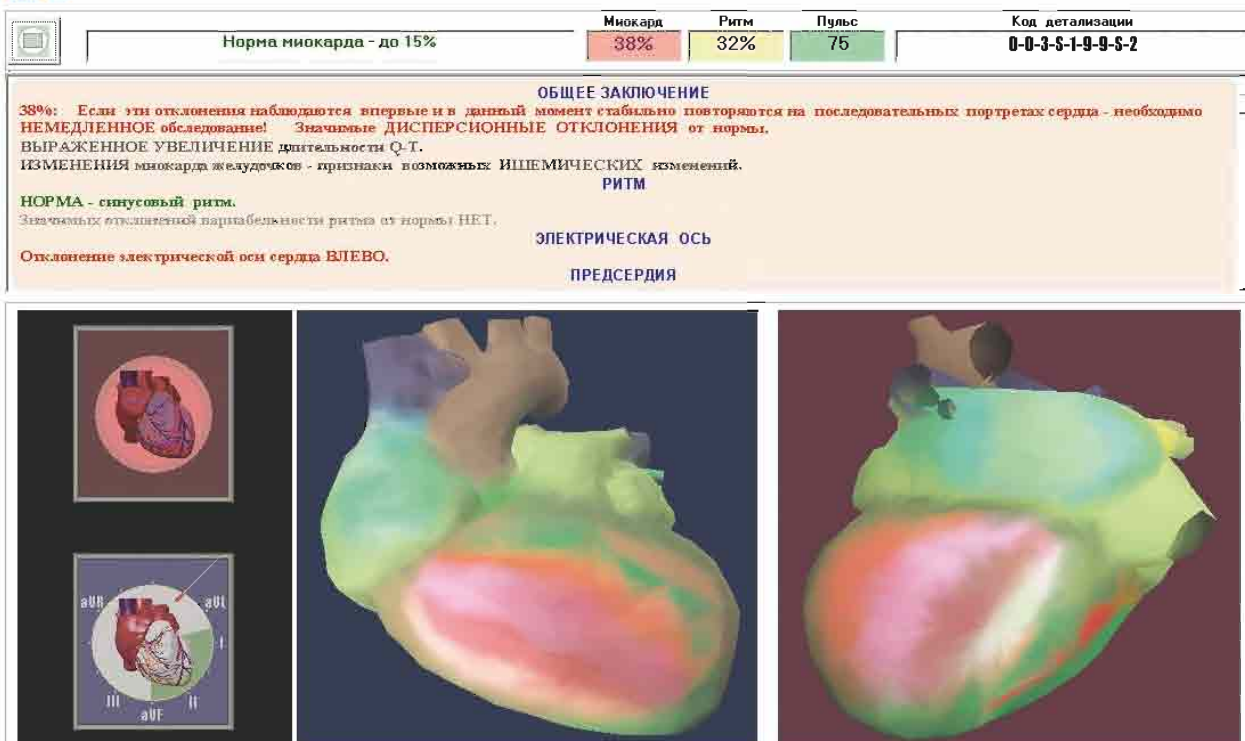 Миокард Ритм Пульс Код детализации
Норма миокарда - до 15% 38% 32% 75 0-0-3-S-1-9-9-S-2
ОБЩЕЕ ЗАКЛЮЧЕНИЕ
38%: Если эти отклонения наблюдаются впервые и в данный момент стабильно повторяются на последовательных портретах сердца - необходимо
НЕМЕДЛЕННОЕ обследование! Значимые ДИСПЕРСИОННЫЕ ОТКЛОНЕНИЯ от нормы.
ВЫРАЖЕННОЕ УВЕЛИЧЕНИЕ длительности Q-T.
ИЗМЕНЕНИЯ миокарда желудочков - признаки возможных ИШЕМИЧЕСКИХ изменений.
РИТМ
НОРМА - синусовый ритм.
Значимых отклонений вариабельности ритма от нормы НЕТ.
ЭЛЕКТРИЧЕСКАЯ ОСЬ
Отклонение электрической оси сердца ВЛЕВО.
ПРЕДСЕРДИЯ
aVR aVL
I
III II
aVF